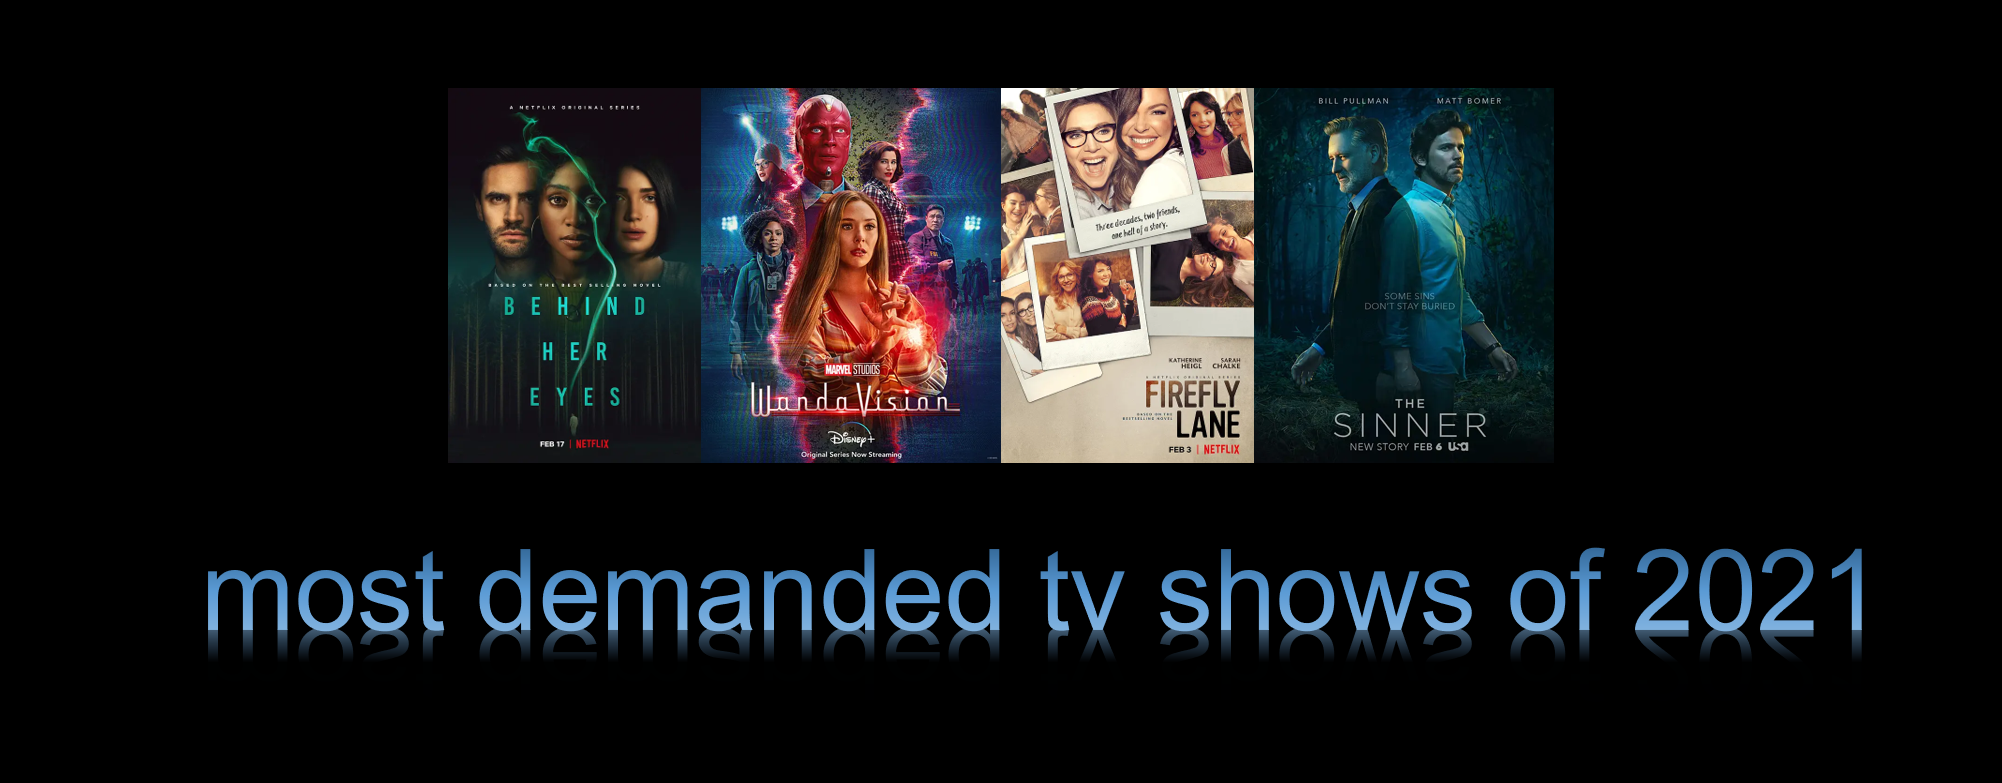 A NETFLIX ORIGINAL SERIES
BASED ON THE BEST SELLING NOVEL
BEHIND
HER
EYES
FEB 17 | NETFLIX
MARVEL STUDIOS
WandaVision
Disney+
Original Series Now Streaming
Three decades, two friends,
one hell of a story.
KATHERINE HEIGL
SARAH CHALKE
A NETFLIX ORIGINAL SERIES
FIREFLY
BASED ON THE
BESTSELLING NOVEL
LANE
FEB 3 | NETFLIX
BILL PULLMAN MATT BOMER
SOME SINS
DON'T STAY BURIED
THE
SINNER
NEW STORY FEB 6 USA
most demanded tv shows of 2021